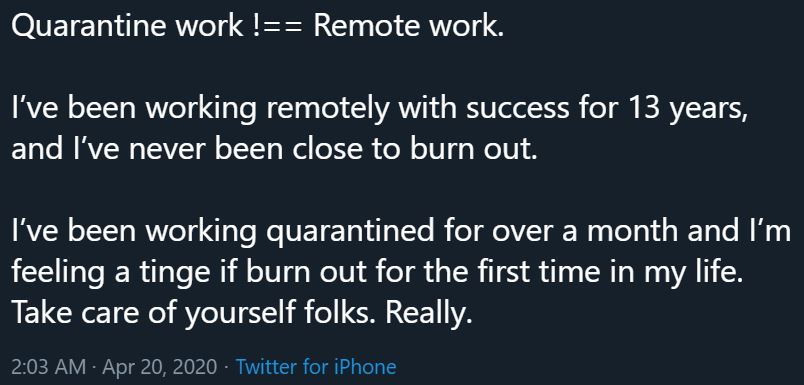 Quarantine work !== Remote work.
I’ve been working remotely with success for 13 years,
and I’ve never been close to burn out.
I’ve been working quarantined for over a month and I’m
feeling a tinge if burn out for the first time in my life.
Take care of yourself folks. Really.
2:03 AM · Apr 20, 2020 · Twitter for iPhone